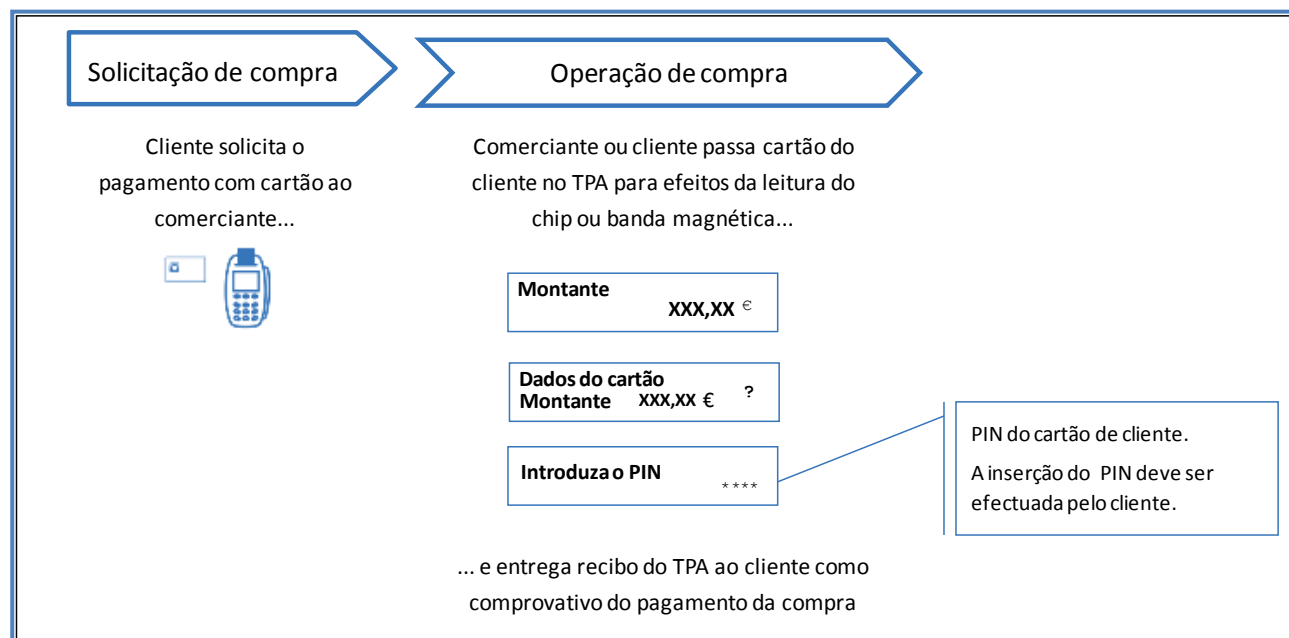 Solicitação de compra
Operação de compra
Cliente solicita o
pagamento com cartão ao
comerciante...
Comerciante ou cliente passa cartão do
cliente no TPA para efeitos da leitura do
chip ou banda magnética...
Montante
XXX,XX €
Dados do cartão
Montante XXX,XX € ?
Introduza o PIN ****
PIN do cartão de cliente.
A inserção do PIN deve ser
efectuada pelo cliente.
... e entrega recibo do TPA ao cliente como
comprovativo do pagamento da compra